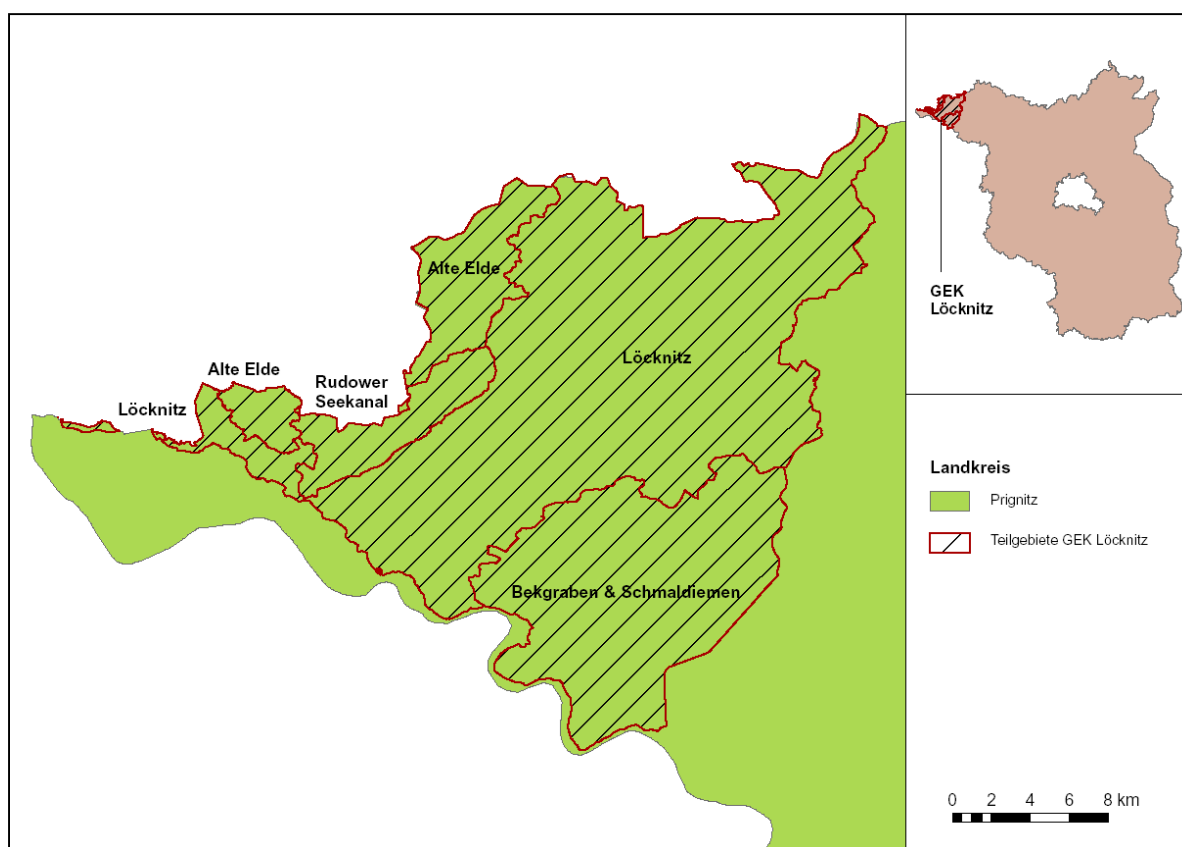 Alte Elde
Löcknitz
Alte Elde
Rudower
Seekanal
Löcknitz
Bekgraben & Schmaldiemen
GEK
Löcknitz
Landkreis
Prignitz
Teilgebiete GEK Löcknitz
0 2 4 6 8 km